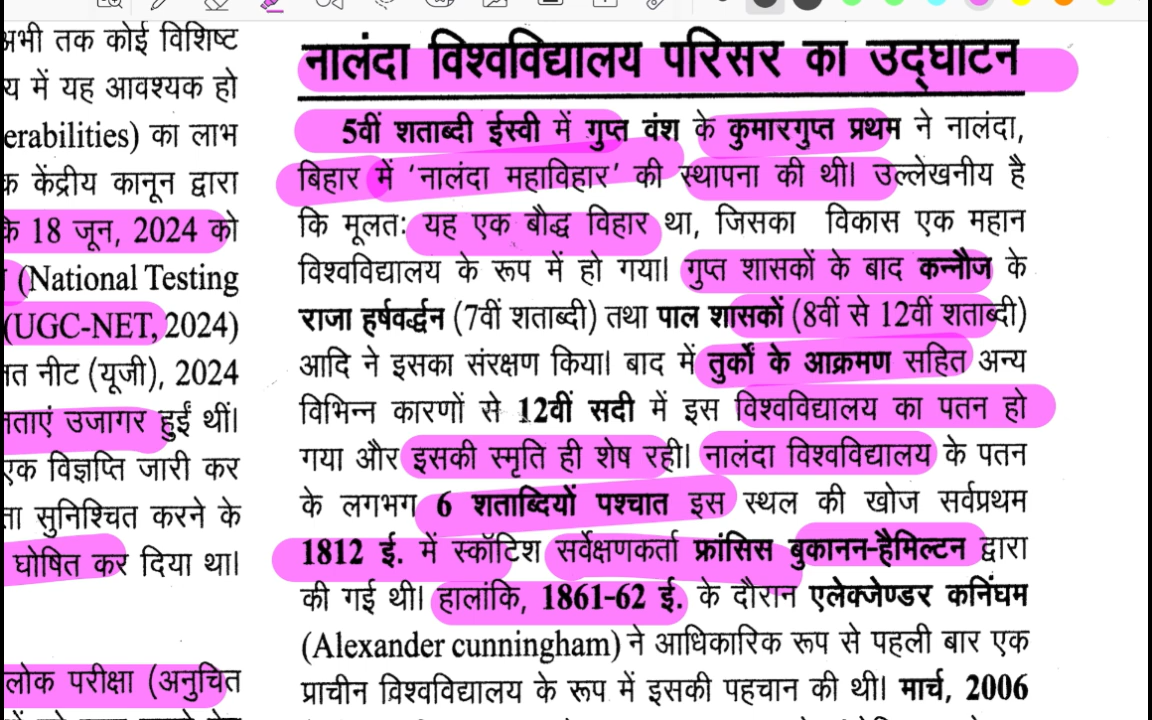 अभी तक कोई विशिष्ट
य में यह आवश्यक हो
erabilities) का लाभ
क केंद्रीय कानून द्वारा
के 18 जून, 2024 को
(National Testing
(UGC-NET, 2024)
नीट (यूजी), 2024
उजागर हुई थीं।
एक विज्ञप्ति जारी कर
सुनिश्चित करने के
घोषित कर दिया था।
लोक परीक्षा (अनुचित
नालंदा विश्वविद्यालय परिसर का उद्घाटन
5वीं शताब्दी ईस्वी में गुप्त वंश के कुमारगुप्त प्रथम ने नालंदा,
बिहार में ‘नालंदा महाविहार’ की स्थापना की थी। उल्लेखनीय है
कि मूलत: यह एक बौद्ध विहार था, जिसका विकास एक महान
विश्वविद्यालय के रूप में हो गया। गुप्त शासकों के बाद कन्नौज के
राजा हर्षवर्द्धन (7वीं शताब्दी) तथा पाल शासकों (8वीं से 12वीं शताब्दी)
आदि ने इसका संरक्षण किया। बाद में तुर्कों के आक्रमण सहित अन्य
विभिन्न कारणों से 12वीं सदी में इस विश्वविद्यालय का पतन हो
गया और इसकी स्मृति ही शेष रही। नालंदा विश्वविद्यालय के पतन
के लगभग 6 शताब्दियों पश्चात इस स्थल की खोज सर्वप्रथम
1812 ई. में स्कॉटिश सर्वेक्षणकर्ता फ्रांसिस बुकानन-हैमिल्टन द्वारा
की गई थी। हालांकि, 1861-62 ई. के दौरान एलेक्जेण्डर कनिंघम
(Alexander cunningham) ने आधिकारिक रूप से पहली बार एक
प्राचीन विश्वविद्यालय के रूप में इसकी पहचान की थी। मार्च, 2006